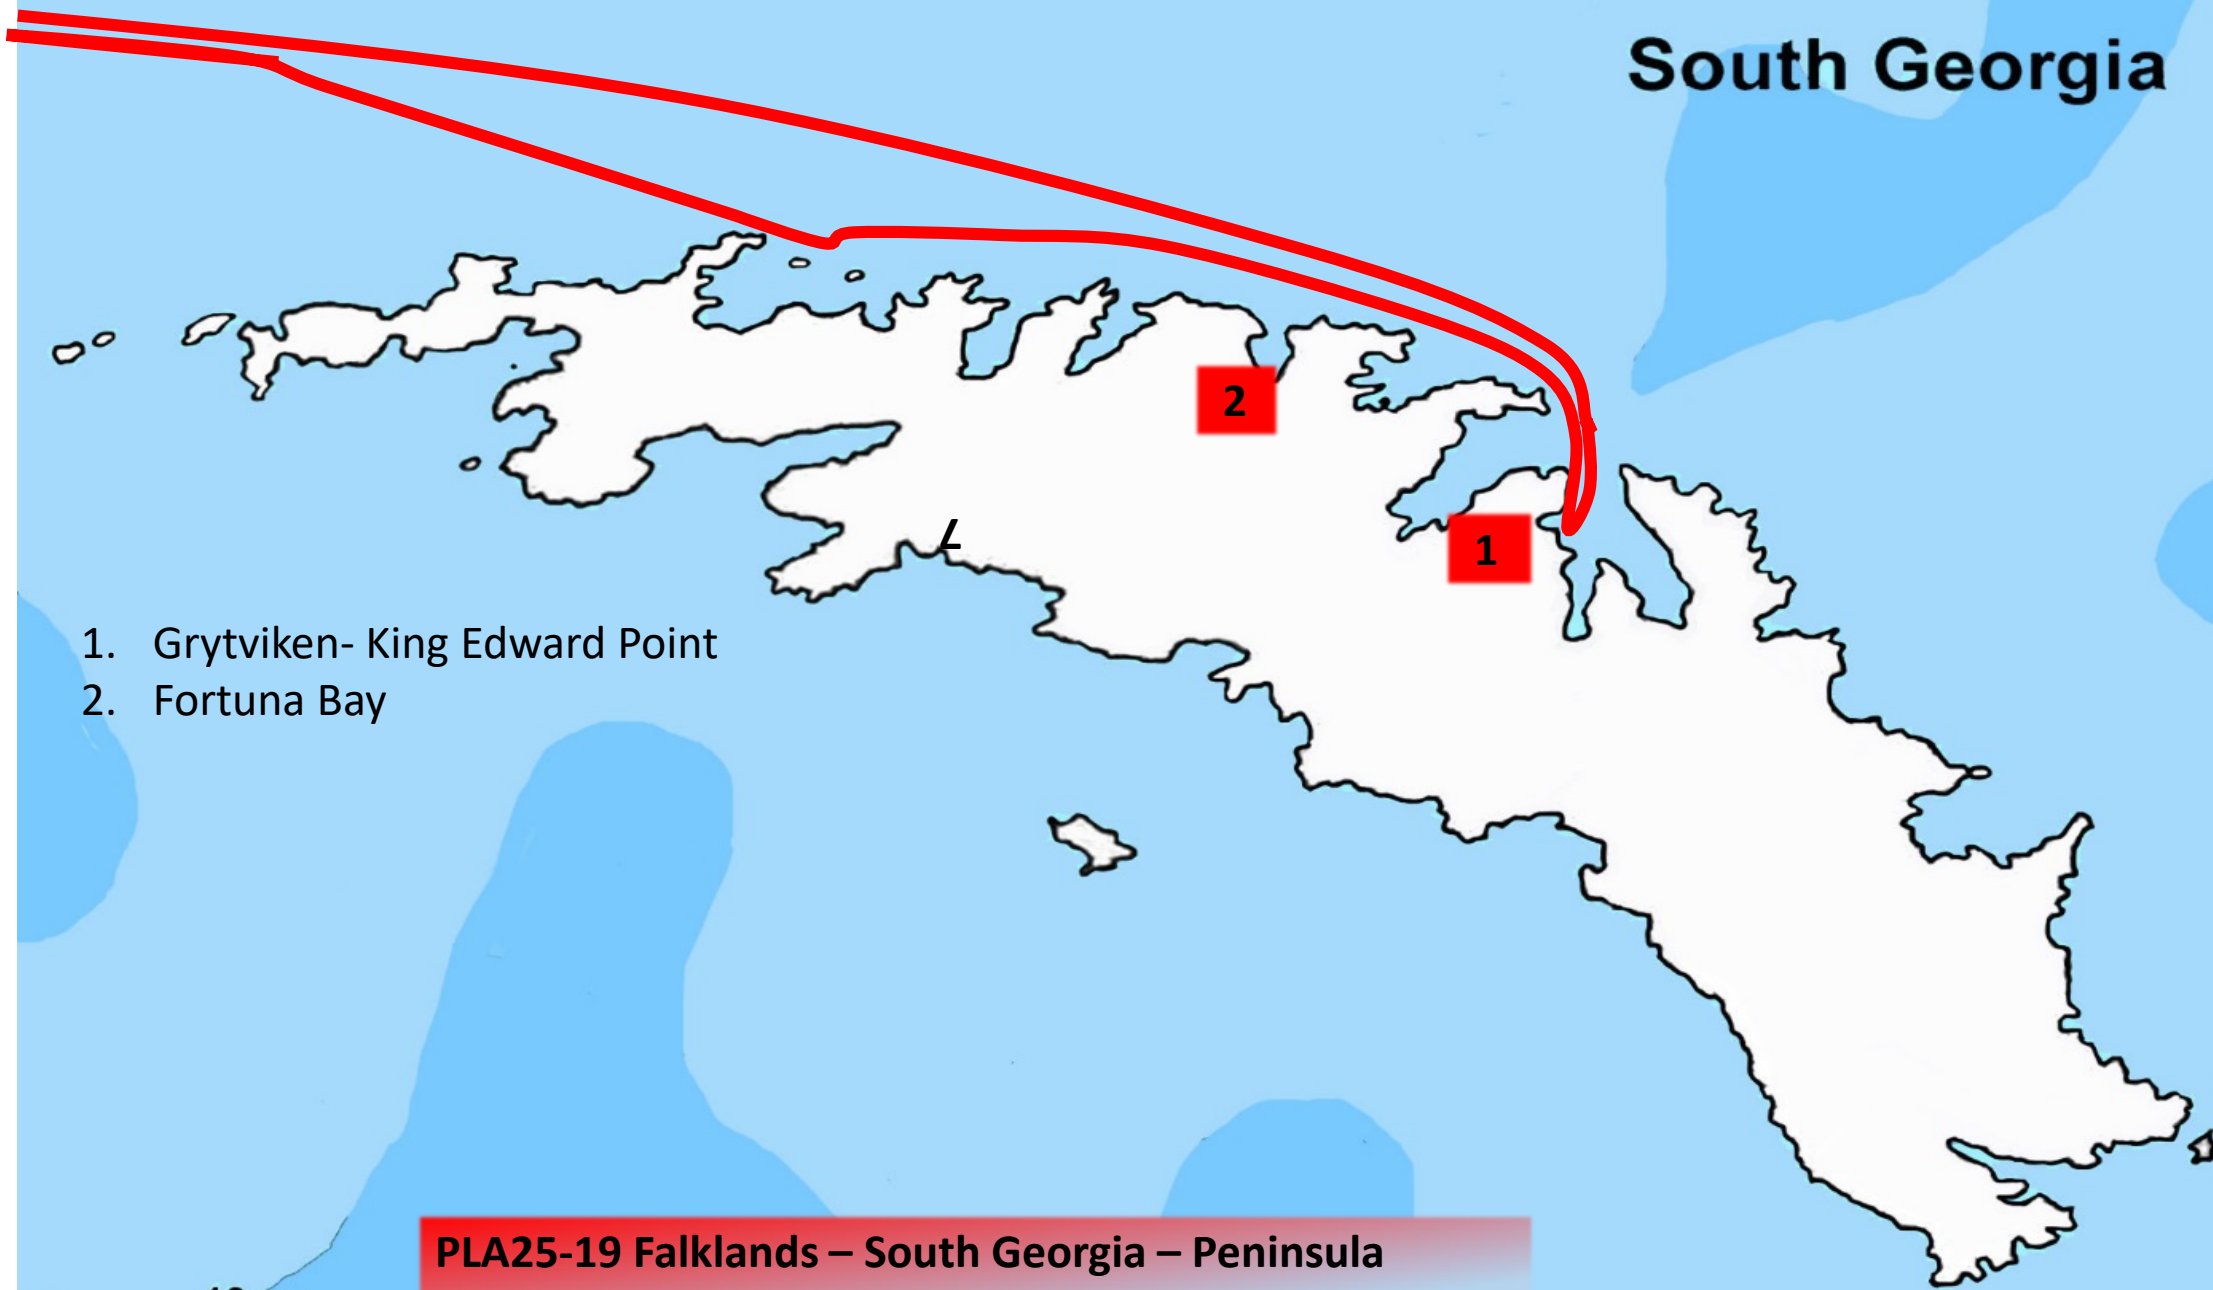 South Georgia
2
1
1. Grytviken- King Edward Point
2. Fortuna Bay
PLA25-19 Falklands – South Georgia – Peninsula